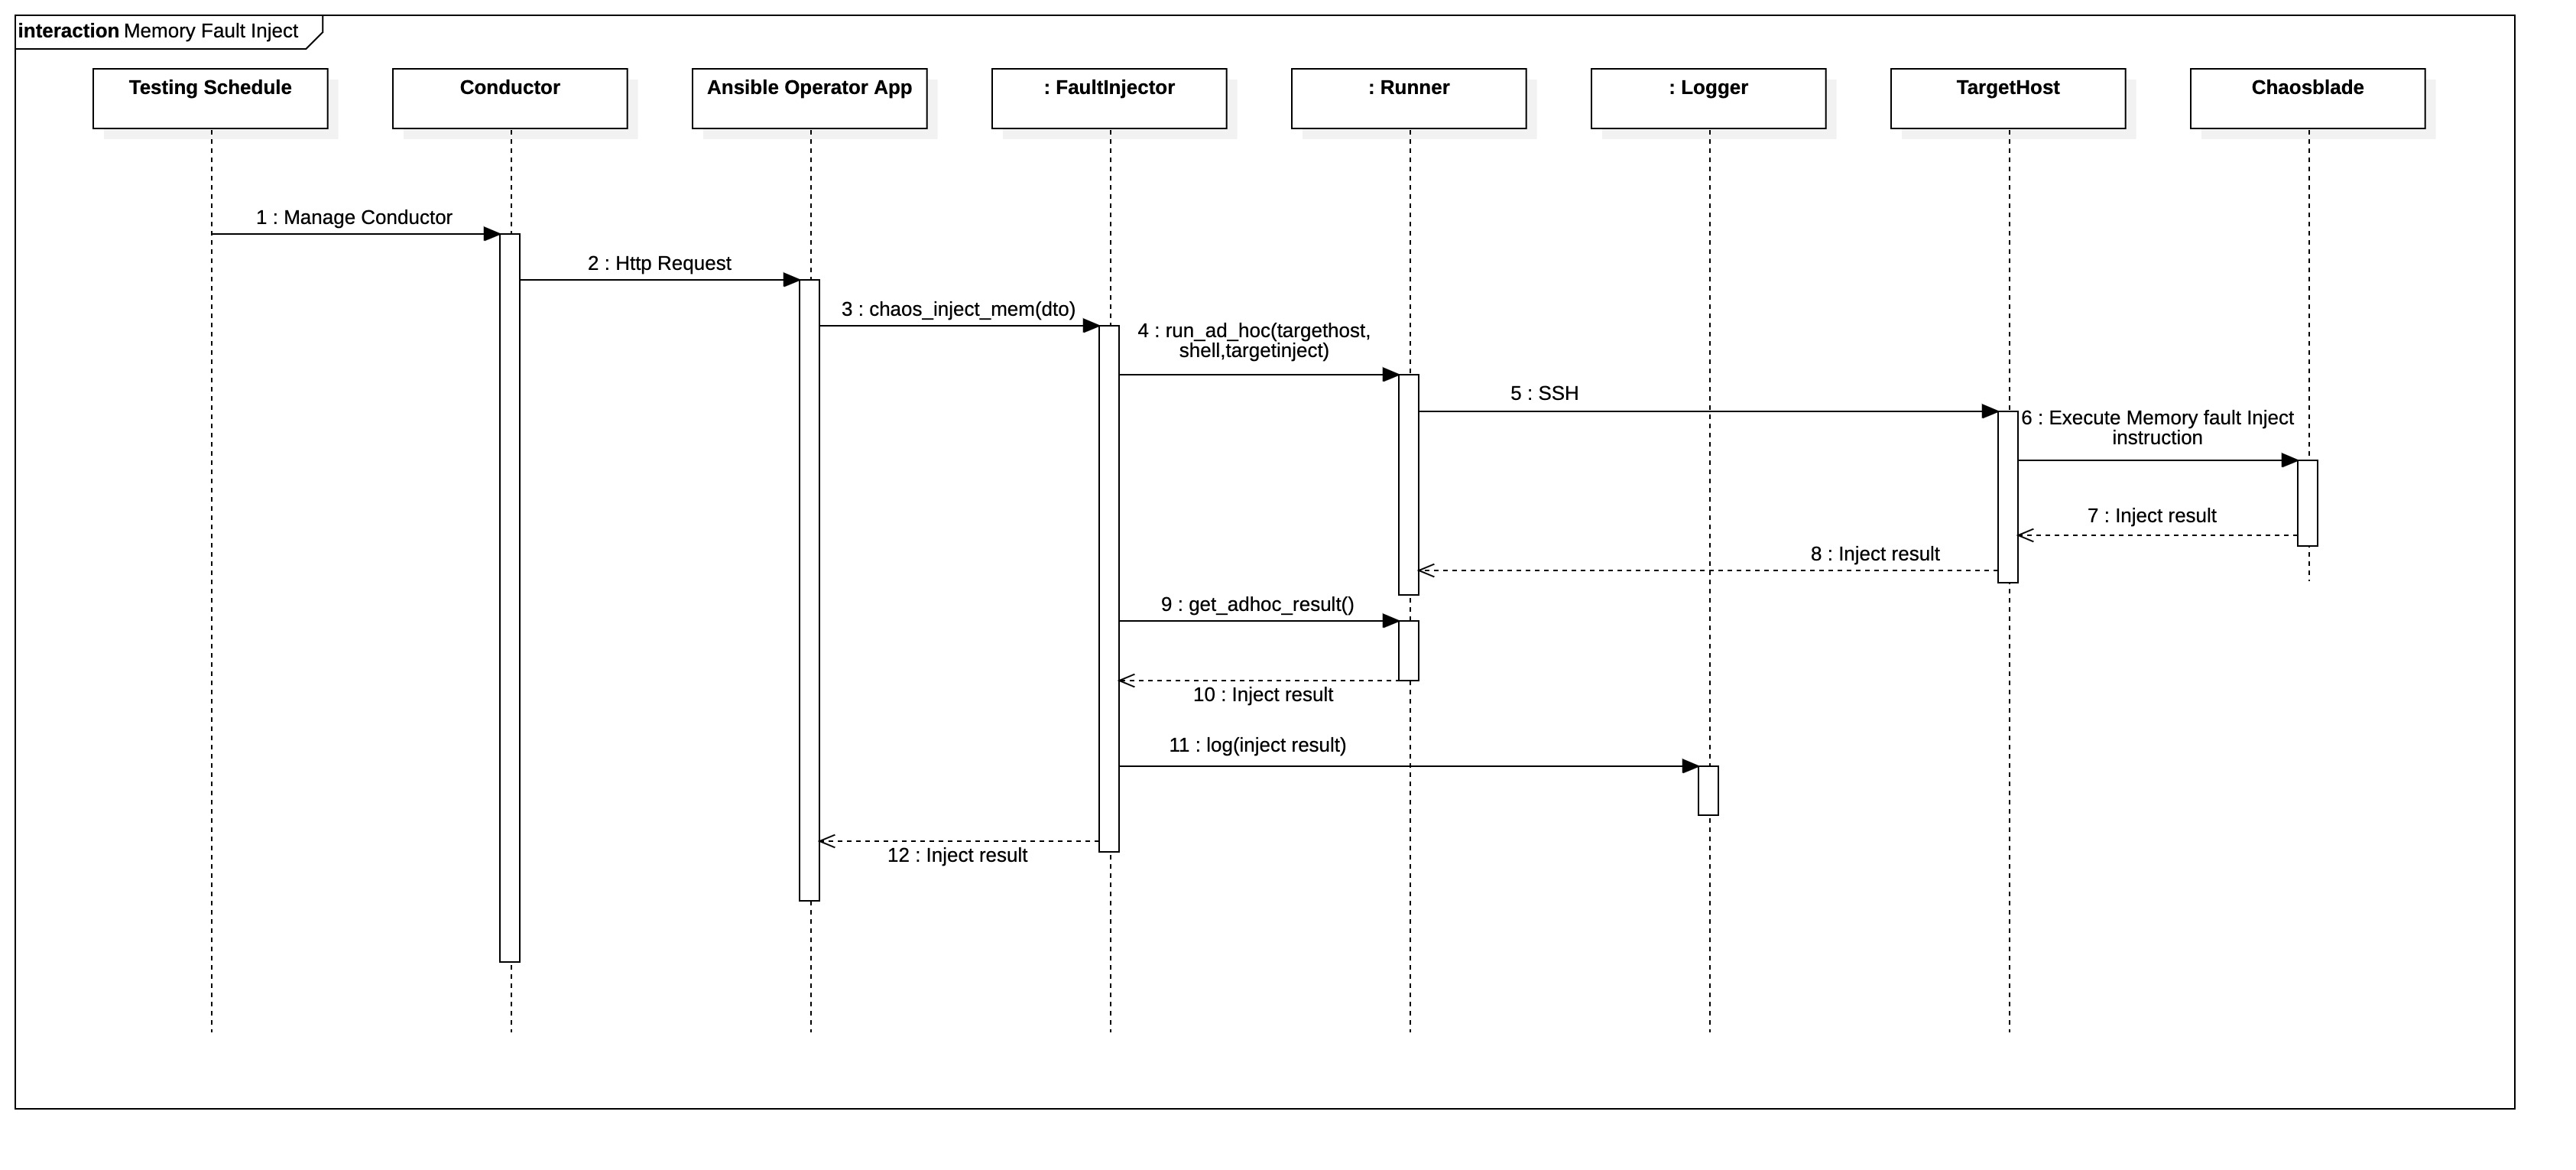 interaction Memory Fault Inject
Testing Schedule
Conductor
Ansible Operator App
: FaultInjector
: Runner
: Logger
TargetHost
Chaosblade
1 : Manage Conductor
2 : Http Request
3 : chaos_inject_mem(dto)
4 : run_ad_hoc(targethost,
shell,targetinject)
5 : SSH
6 : Execute Memory fault Inject
instruction
7 : Inject result
8 : Inject result
9 : get_adhoc_result()
10 : Inject result
11 : log(inject result)
12 : Inject result